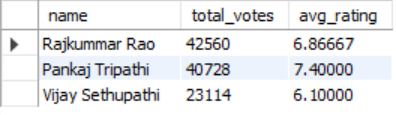 name total_votes avg_rating
Rajkummar Rao 42560 6.86667
Pankaj Tripathi 40728 7.40000
Vijay Sethupathi 23114 6.10000